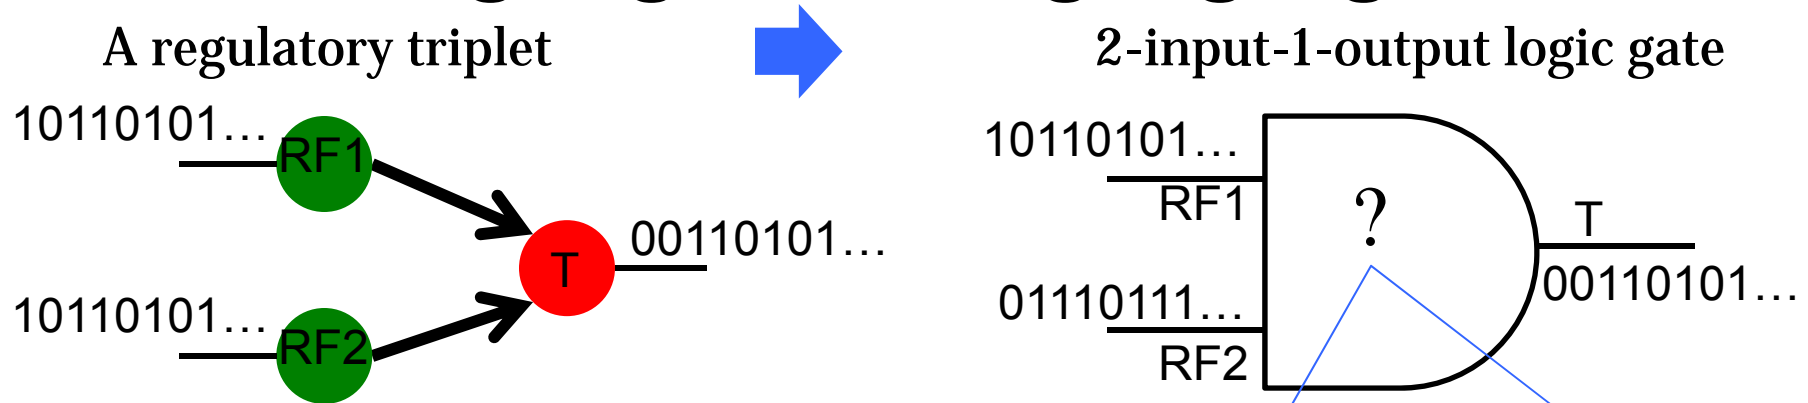 A regulatory triplet
2-input-1-output logic gate
10110101…
RF1
T
00110101…
10110101…
RF2
10110101…
RF1
?
T
00110101…
01110111…
RF2